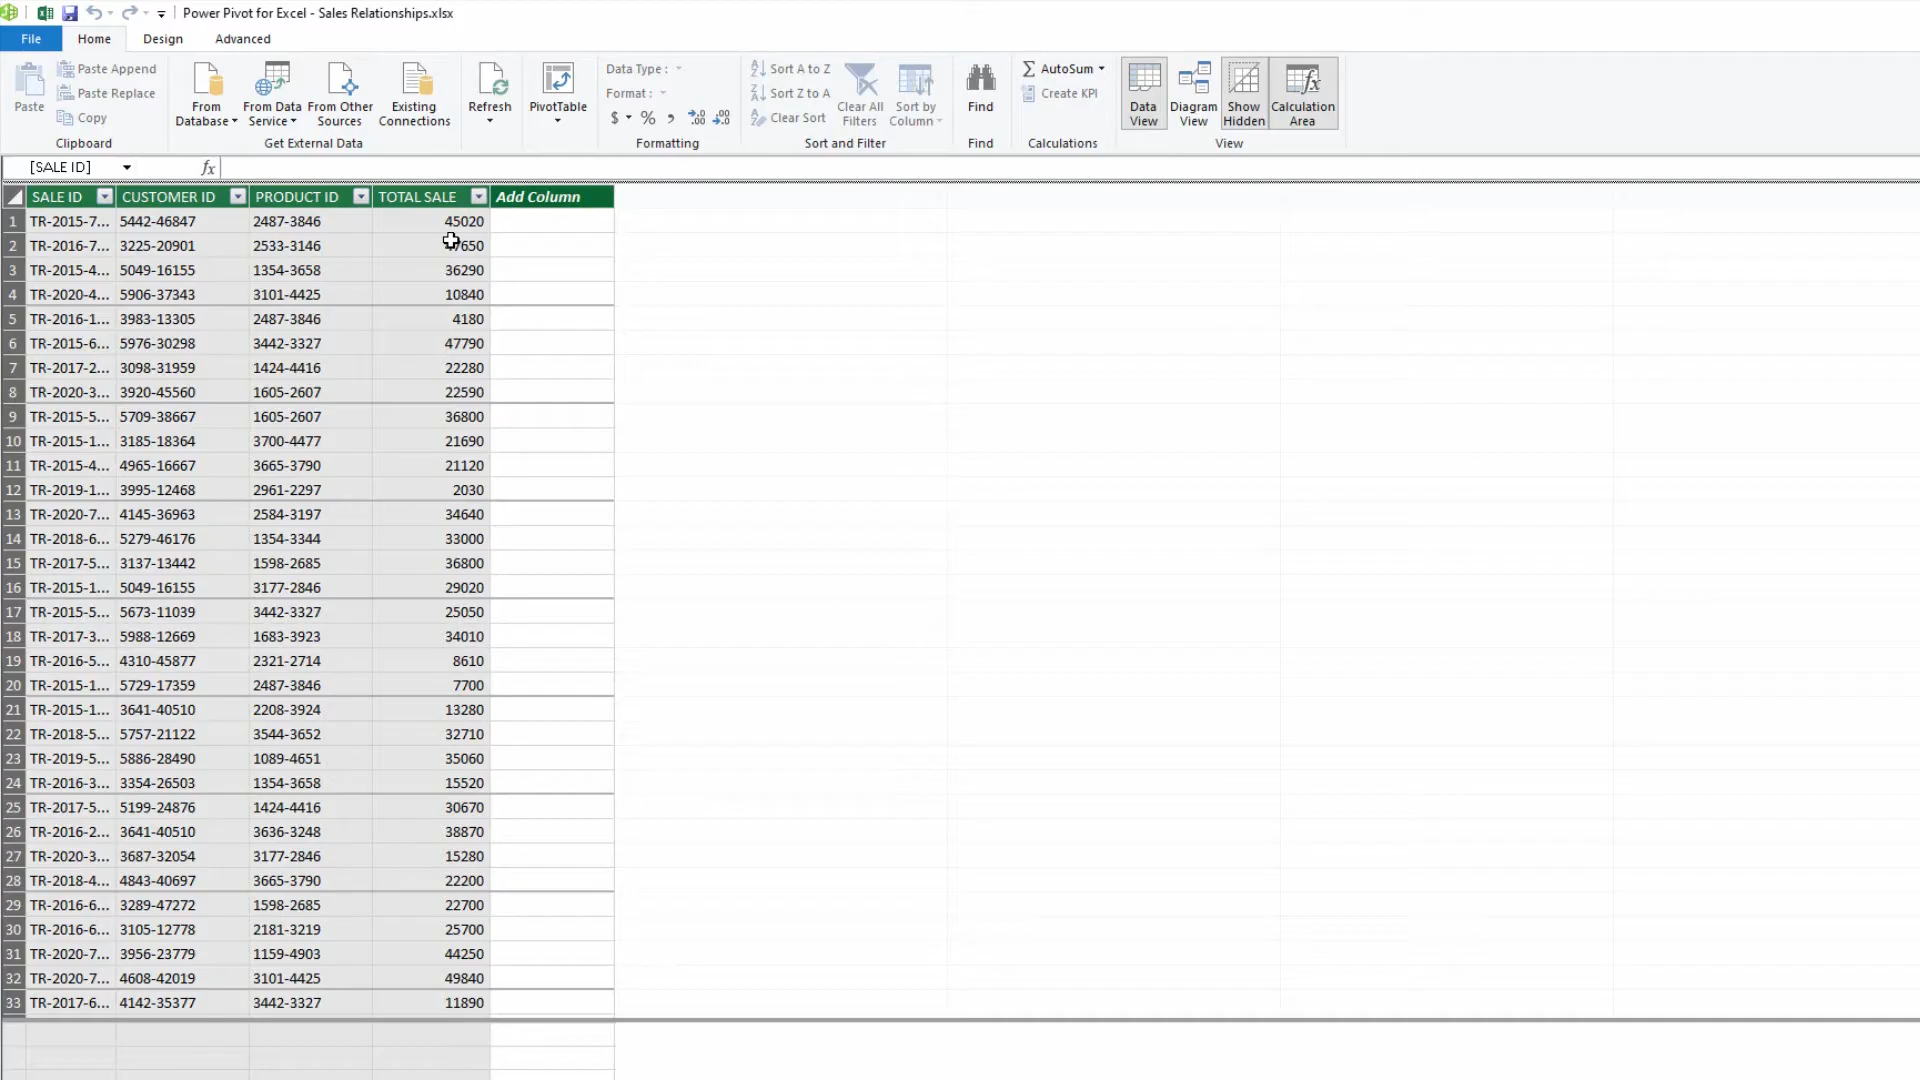 Power Pivot for Excel - Sales Relationships.xlsx
File Home Design Advanced
Paste
Paste Append
Paste Replace
Copy
Clipboard
From Database
From Data Service
From Other Sources
Existing Connections
Get External Data
Refresh
PivotTable
Data Type :
Format :
$ % ,
Formatting
Sort A to Z
Sort Z to A
Clear Sort
Clear All Filters
Sort by Column
Sort and Filter
Find
Find
AutoSum
Create KPI
Calculations
Data View
Diagram View
Show Hidden
Calculation Area
View
[SALE ID] fx
SALE ID CUSTOMER ID PRODUCT ID TOTAL SALE Add Column
1 TR-2015-7... 5442-46847 2487-3846 45020
2 TR-2016-7... 3225-20901 2533-3146
3 TR-2015-4... 5049-16155 1354-3658 36290
4 TR-2020-4... 5906-37343 3101-4425 10840
5 TR-2016-1... 3983-13305 2487-3846 4180
6 TR-2015-6... 5976-30298 3442-3327 47790
7 TR-2017-2... 3098-31959 1424-4416 22280
8 TR-2020-3... 3920-45560 1605-2607 22590
9 TR-2015-5... 5709-38667 1605-2607 36800
10 TR-2015-1... 3185-18364 3700-4477 21690
11 TR-2015-4... 4965-16667 3665-3790 21120
12 TR-2019-1... 3995-12468 2961-2297 2030
13 TR-2020-7... 4145-36963 2584-3197 34640
14 TR-2018-6... 5279-46176 1354-3344 33000
15 TR-2017-5... 3137-13442 1598-2685 36800
16 TR-2015-1... 5049-16155 3177-2846 29020
17 TR-2015-5... 5673-11039 3442-3327 25050
18 TR-2017-3... 5988-12669 1683-3923 34010
19 TR-2016-5... 4310-45877 2321-2714 8610
20 TR-2015-1... 5729-17359 2487-3846 7700
21 TR-2015-1... 3641-40510 2208-3924 13280
22 TR-2018-5... 5757-21122 3544-3652 32710
23 TR-2019-5... 5886-28490 1089-4651 35060
24 TR-2016-3... 3354-26503 1354-3658 15520
25 TR-2017-5... 5199-24876 1424-4416 30670
26 TR-2016-2... 3641-40510 3636-3248 38870
27 TR-2020-3... 3687-32054 3177-2846 15280
28 TR-2018-4... 4843-40697 3665-3790 22200
29 TR-2016-6... 3289-47272 1598-2685 22700
30 TR-2016-6... 3105-12778 2181-3219 25700
31 TR-2020-7... 3956-23779 1159-4903 44250
32 TR-2020-7... 4608-42019 3101-4425 49840
33 TR-2017-6... 4142-35377 3442-3327 11890